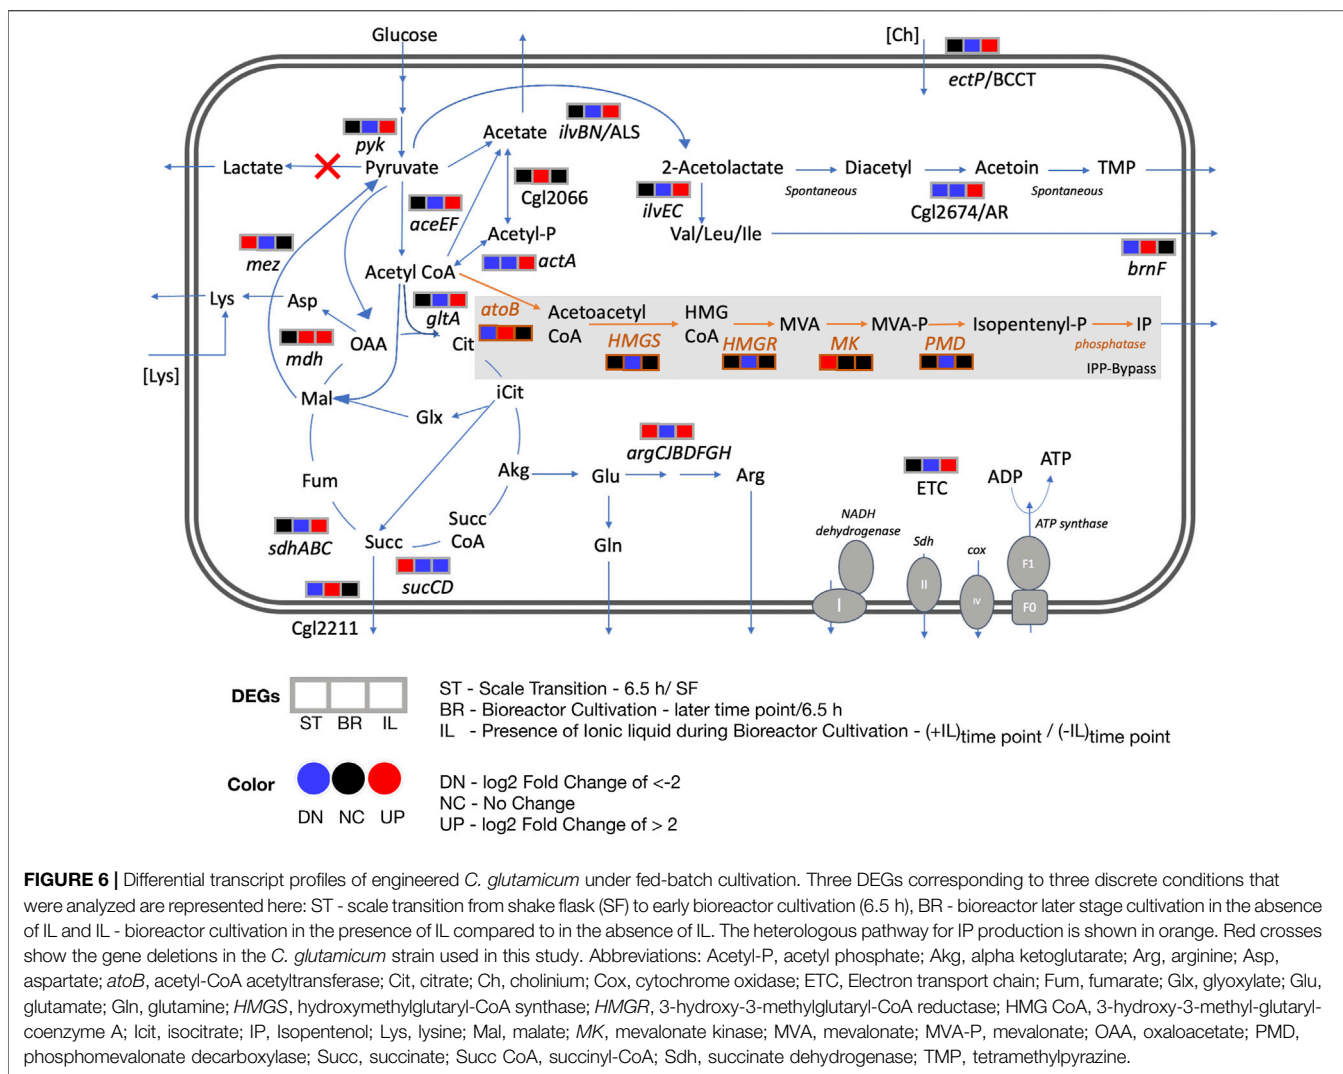 Glucose
[Ch]
ectP/BCCT
pyk
Acetate
ilvBN/ALS
Lactate
Pyruvate
Cgl2066
2-Acetolactate
Diacetyl
Acetoin
TMP
Spontaneous
Spontaneous
aceEF
ilvEC
Cgl2674/AR
mez
Acetyl-P
Val/Leu/Ile
actA
brnF
Acetyl CoA
Lys
Asp
gltA
atoB
Acetoacetyl
CoA
HMG
CoA
MVA
MVA-P
Isopentenyl-P
IP
mdh
OAA
Cit
HMGS
HMGR
MK
PMD
phosphatase
IPP-Bypass
[Lys]
Mal
iCit
Glx
argCJBDFGH
Fum
Akg
Glu
Arg
ETC
ADP
ATP
NADH
dehydrogenase
ATP synthase
sdhABC
Succ
Succ
CoA
Gln
Sdh
cox
sucCD
I
II
IV
F1
F0
Cgl2211
DEGs
ST BR IL
ST - Scale Transition - 6.5 h/ SF
BR - Bioreactor Cultivation - later time point/6.5 h
IL - Presence of Ionic liquid during Bioreactor Cultivation - (+IL)time point / (-IL)time point
Color
DN NC UP
DN - log2 Fold Change of <-2
NC - No Change
UP - log2 Fold Change of > 2
FIGURE 6 | Differential transcript profiles of engineered C. glutamicum under fed-batch cultivation. Three DEGs corresponding to three discrete conditions that
were analyzed are represented here: ST - scale transition from shake flask (SF) to early bioreactor cultivation (6.5 h), BR - bioreactor later stage cultivation in the absence
of IL and IL - bioreactor cultivation in the presence of IL compared to in the absence of IL. The heterologous pathway for IP production is shown in orange. Red crosses
show the gene deletions in the C. glutamicum strain used in this study. Abbreviations: Acetyl-P, acetyl phosphate; Akg, alpha ketoglutarate; Arg, arginine; Asp,
aspartate; atoB, acetyl-CoA acetyltransferase; Cit, citrate; Ch, cholinium; Cox, cytochrome oxidase; ETC, Electron transport chain; Fum, fumarate; Glx, glyoxylate; Glu,
glutamate; Gln, glutamine; HMGS, hydroxymethylglutaryl-CoA synthase; HMGR, 3-hydroxy-3-methylglutaryl-CoA reductase; HMG CoA, 3-hydroxy-3-methyl-glutaryl-
coenzyme A; Icit, isocitrate; IP, Isopentenol; Lys, lysine; Mal, malate; MK, mevalonate kinase; MVA, mevalonate; MVA-P, mevalonate; OAA, oxaloacetate; PMD,
phosphomevalonate decarboxylase; Succ, succinate; Succ CoA, succinyl-CoA; Sdh, succinate dehydrogenase; TMP, tetramethylpyrazine.